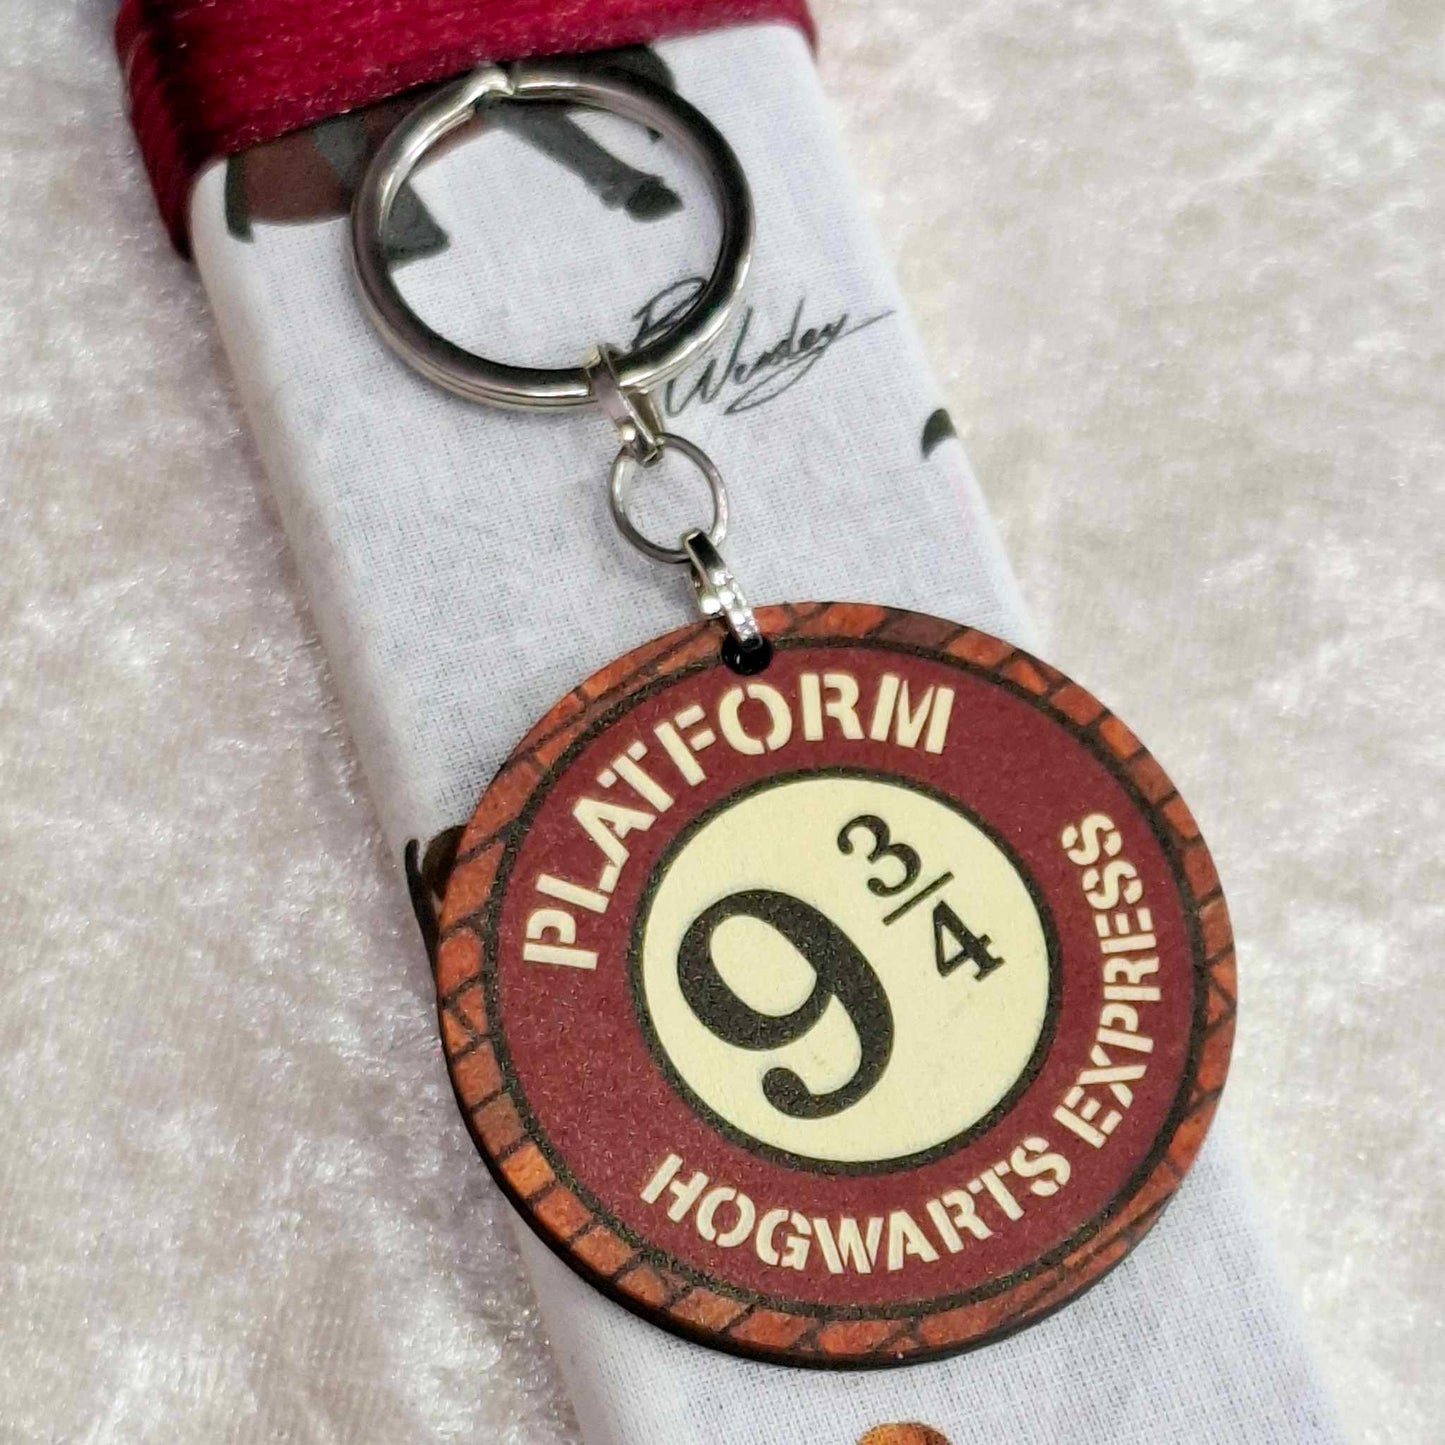 PLATFORM
9 3/4
HOGWARTS EXPRESS